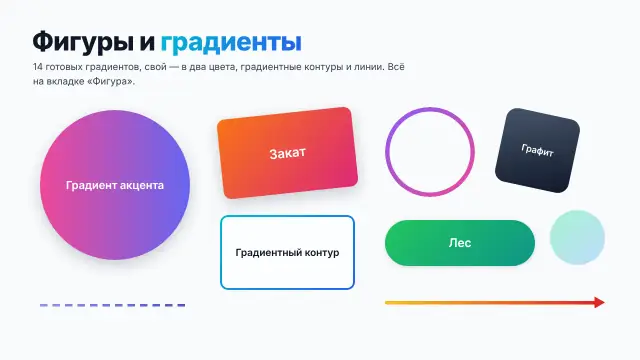 Фигуры и градиенты
14 готовых градиентов, свой — в два цвета, градиентные контуры и линии. Всё
на вкладке «Фигура».
Градиент акцента
Закат
Графит
Градиентный контур
Лес